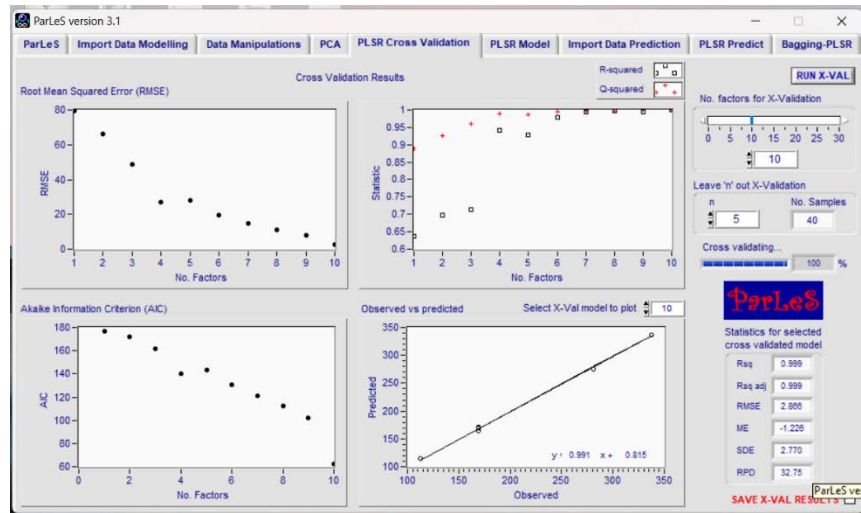 ParLeS version 3.1
ParLeS Import Data Modelling Data Manipulations PCA PLSR Cross Validation PLSR Model Import Data Prediction PLSR Predict Bagging-PLSR
Cross Validation Results
R-squared
Q-squared
RUN X-VAL
Root Mean Squared Error (RMSE)
80
60
40
20
0
RMSE
1 2 3 4 5 6 7 8 9 10
No. Factors
1
0.95
0.9
0.85
0.8
0.75
0.7
0.65
0.6
Statistic
1 2 3 4 5 6 7 8 9 10
No. Factors
No. factors for X-Validation
0 5 10 15 20 25 30
10
Leave 'n' out X-Validation
n No. Samples
5 40
Cross validating...
100 %
Akaike Information Criterion (AIC)
180
160
140
120
100
80
60
AIC
0 2 4 6 8 10
No. Factors
Observed vs predicted Select X-Val model to plot 10
350
300
250
200
150
100
Predicted
y= 0.991 x + 0.815
100 150 200 250 300 350
Observed
ParLeS
Statistics for selected
cross validated model
Rsq 0.999
Rsq adj 0.999
RMSE 2.866
ME -1.226
SDE 2.770
RPD 32.75
ParLeS ve
SAVE X-VAL RESULTS